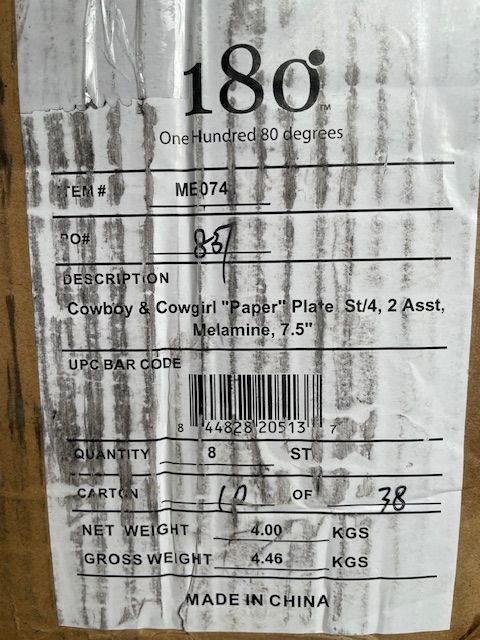 180°
™
One Hundred 80 degrees
ITEM # ME074
PO# 857
DESCRIPTION
Cowboy & Cowgirl "Paper" Plate St/4, 2 Asst,
Melamine, 7.5"
UPC BAR CODE
8 44828 20513 7
QUANTITY 8 ST
CARTON 10 OF 38
NET WEIGHT 4.00 KGS
GROSS WEIGHT 4.46 KGS
MADE IN CHINA